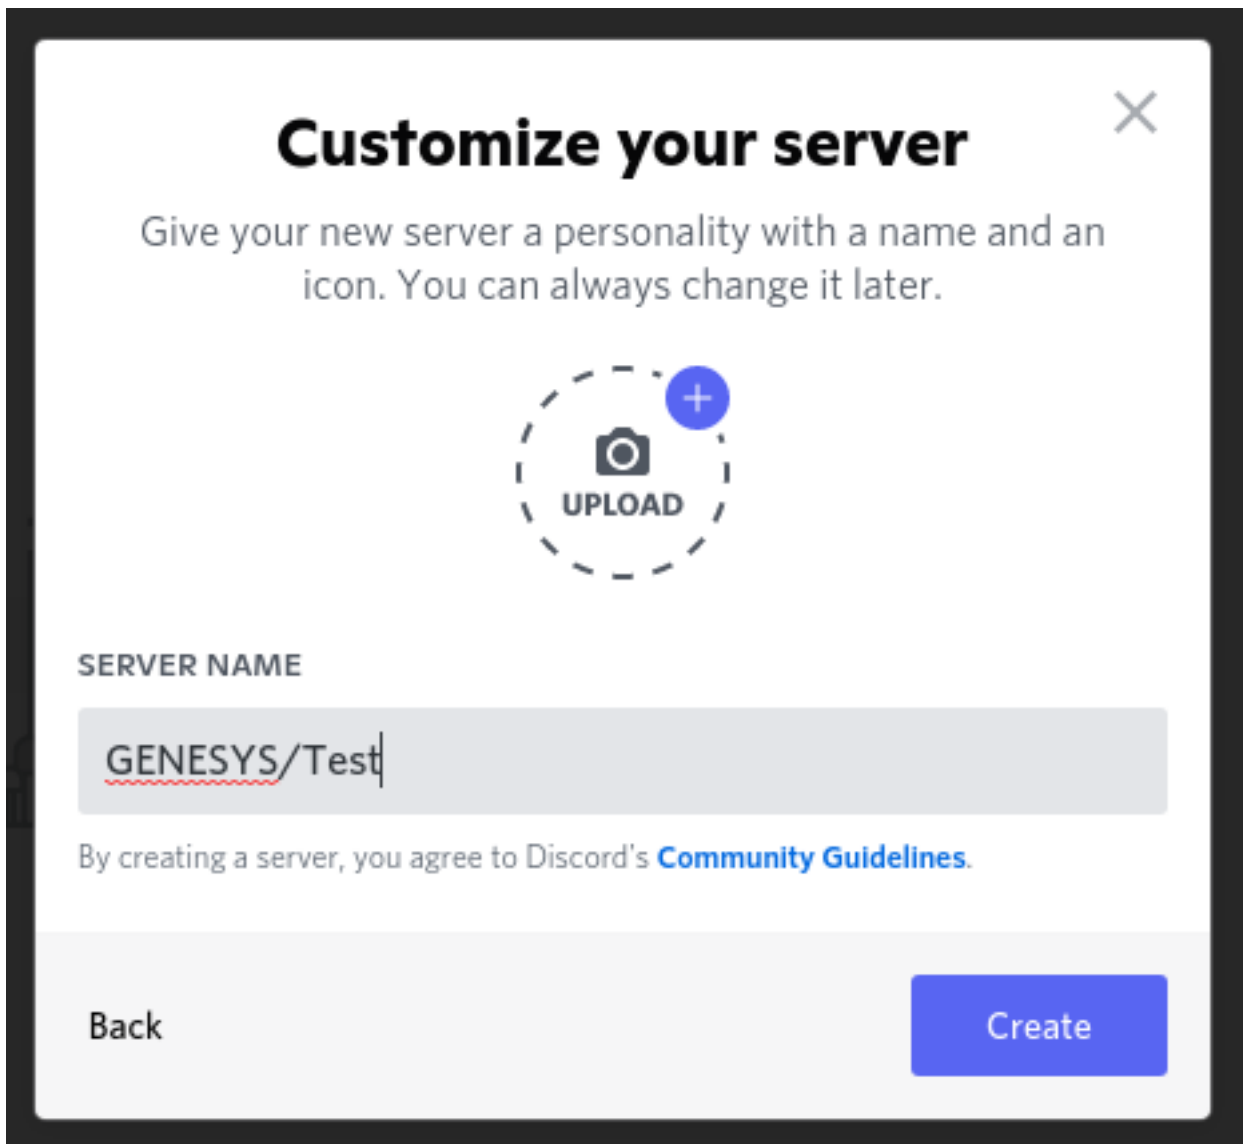 Customize your server
Give your new server a personality with a name and an
icon. You can always change it later.
UPLOAD
SERVER NAME
GENESYS/Test
By creating a server, you agree to Discord's Community Guidelines.
Back
Create